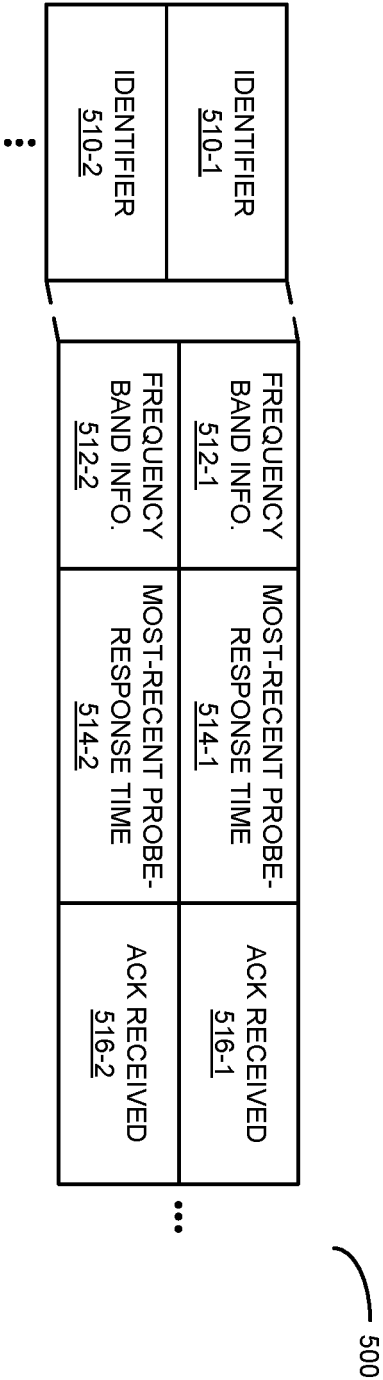 500
IDENTIFIER
510-1
FREQUENCY
BAND INFO.
512-1
MOST-RECENT PROBE-
RESPONSE TIME
514-1
ACK RECEIVED
516-1
IDENTIFIER
510-2
FREQUENCY
BAND INFO.
512-2
MOST-RECENT PROBE-
RESPONSE TIME
514-2
ACK RECEIVED
516-2